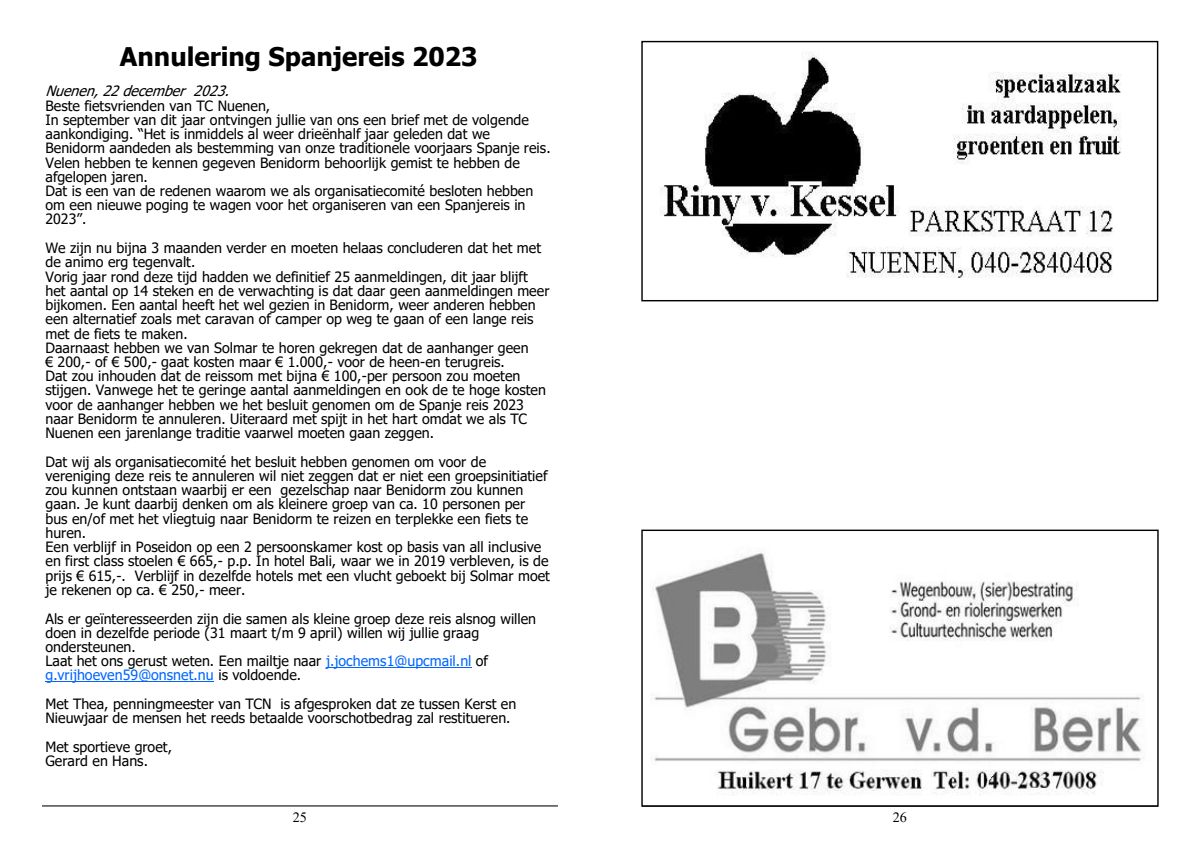 Annulering Spanjereis 2023
Nuenen, 22 december  2023.
Beste fietsvrienden van TC Nuenen,
In september van dit jaar ontvingen jullie van ons een brief met de volgende
aankondiging. “Het is inmiddels al weer drieënhalf jaar geleden dat we
Benidorm aandeden als bestemming van onze traditionele voorjaars Spanje reis.
Velen hebben te kennen gegeven Benidorm behoorlijk gemist te hebben de
afgelopen jaren.
Dat is een van de redenen waarom we als organisatiecomité besloten hebben
om een nieuwe poging te wagen voor het organiseren van een Spanjereis in
2023”.
We zijn nu bijna 3 maanden verder en moeten helaas concluderen dat het met
de animo erg tegenvalt.
Vorig jaar rond deze tijd hadden we definitief 25 aanmeldingen, dit jaar blijft
het aantal op 14 steken en de verwachting is dat daar geen aanmeldingen meer
bijkomen. Een aantal heeft het wel gezien in Benidorm, weer anderen hebben
een alternatief zoals met caravan of camper op weg te gaan of een lange reis
met de fiets te maken.
Daarnaast hebben we van Solmar te horen gekregen dat de aanhanger geen
€ 200,- of € 500,- gaat kosten maar € 1.000,- voor de heen-en terugreis.
Dat zou inhouden dat de reissom met bijna € 100,-per persoon zou moeten
stijgen. Vanwege het te geringe aantal aanmeldingen en ook de te hoge kosten
voor de aanhanger hebben we het besluit genomen om de Spanje reis 2023
naar Benidorm te annuleren. Uiteraard met spijt in het hart omdat we als TC
Nuenen een jarenlange traditie vaarwel moeten gaan zeggen.
Dat wij als organisatiecomité het besluit hebben genomen om voor de
vereniging deze reis te annuleren wil niet zeggen dat er niet een groepsinitiatief
zou kunnen ontstaan waarbij er een  gezelschap naar Benidorm zou kunnen
gaan. Je kunt daarbij denken om als kleinere groep van ca. 10 personen per
bus en/of met het vliegtuig naar Benidorm te reizen en terplekke een fiets te
huren.
Een verblijf in Poseidon op een 2 persoonskamer kost op basis van all inclusive
en first class stoelen € 665,- p.p. In hotel Bali, waar we in 2019 verbleven, is de
prijs € 615,-.  Verblijf in dezelfde hotels met een vlucht geboekt bij Solmar moet
je rekenen op ca. € 250,- meer.
Als er geïnteresseerden zijn die samen als kleine groep deze reis alsnog willen
doen in dezelfde periode (31 maart t/m 9 april) willen wij jullie graag
ondersteunen.
Laat het ons gerust weten. Een mailtje naar j.jochems1@upcmail.nl of
g.vrijhoeven59@onsnet.nu is voldoende.
Met Thea, penningmeester van TCN  is afgesproken dat ze tussen Kerst en
Nieuwjaar de mensen het reeds betaalde voorschotbedrag zal restitueren.
Met sportieve groet,
Gerard en Hans.
25
speciaalzaak
in aardappelen,
groenten en fruit
Riny v. Kessel
PARKSTRAAT 12
NUENEN, 040-2840408
BBB
- Wegenbouw, (sier)bestrating
- Grond- en rioleringswerken
- Cultuurtechnische werken
Gebr. v.d. Berk
Huikert 17 te Gerwen  Tel: 040-2837008
26